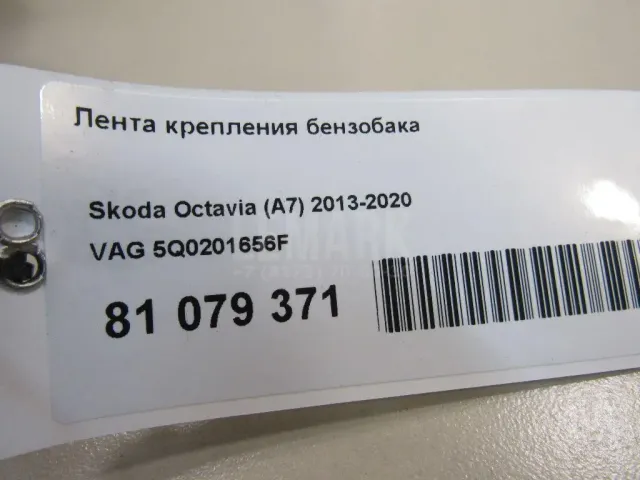 Лента крепления бензобака
Skoda Octavia (A7) 2013-2020
VAG 5Q0201656F
81 079 371